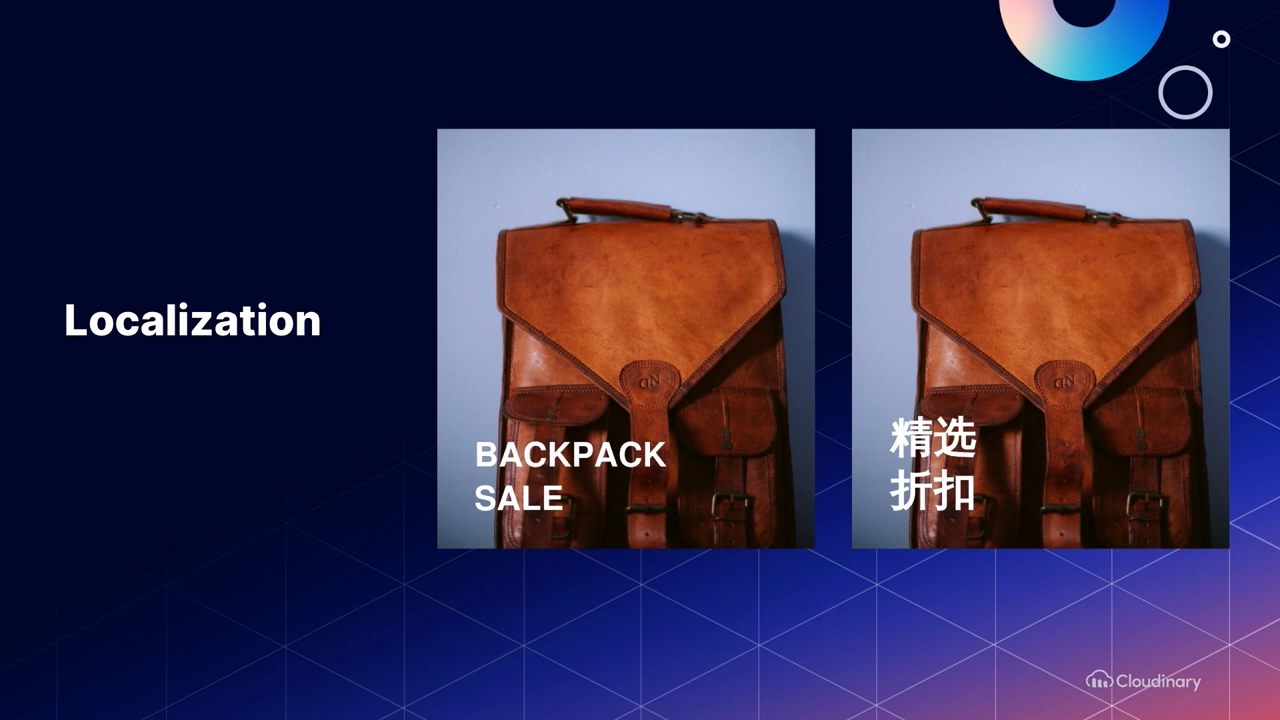 Localization
BACKPACK
SALE
精选
折扣
Cloudinary